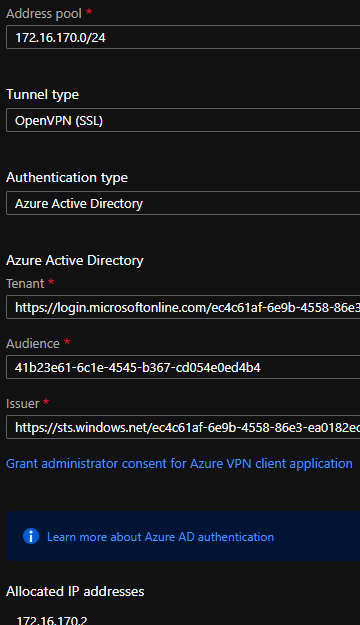 Address pool *
172.16.170.0/24
Tunnel type
OpenVPN (SSL)
Authentication type
Azure Active Directory
Azure Active Directory
Tenant *
https://login.microsoftonline.com/ec4c61af-6e9b-4558-86e3
Audience *
41b23e61-6c1e-4545-b367-cd054e0ed4b4
Issuer *
https://sts.windows.net/ec4c61af-6e9b-4558-86e3-ea0182ec
Grant administrator consent for Azure VPN client application
Learn more about Azure AD authentication
Allocated IP addresses
172.16.170.2